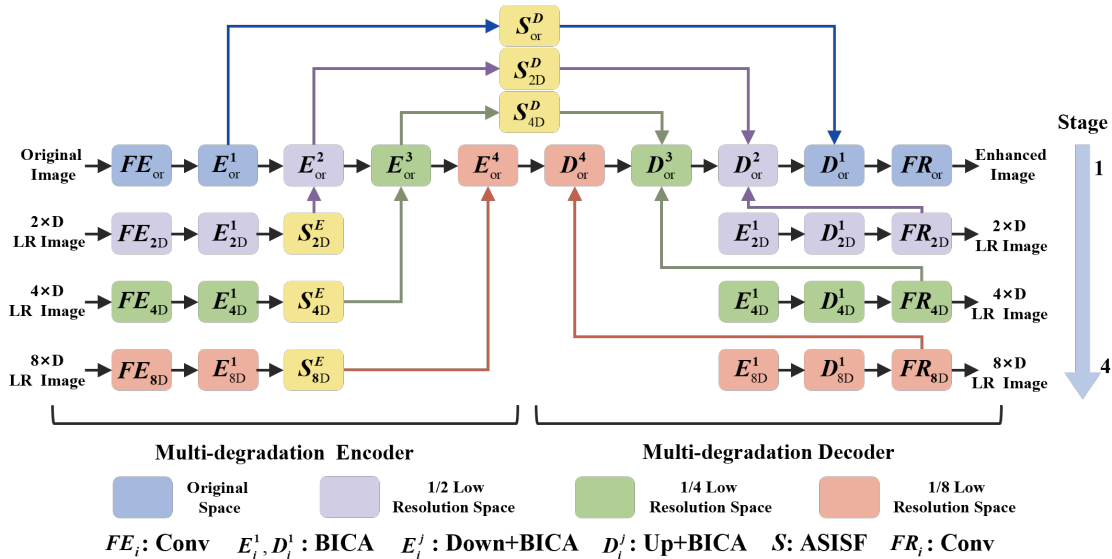 S^D_or
S^D_2D
S^D_4D
Stage
Original Image FE_or E^1_or E^2_or E^3_or E^4_or D^4_or D^3_or D^2_or D^1_or FR_or Enhanced Image 1
2×D LR Image FE_2D E^1_2D S^E_2D E^1_2D D^1_2D FR_2D 2×D LR Image
4×D LR Image FE_4D E^1_4D S^E_4D E^1_4D D^1_4D FR_4D 4×D LR Image
8×D LR Image FE_8D E^1_8D S^E_8D E^1_8D D^1_8D FR_8D 8×D LR Image 4
Multi-degradation Encoder Multi-degradation Decoder
Original Space 1/2 Low Resolution Space 1/4 Low Resolution Space 1/8 Low Resolution Space
FE_i: Conv E^1_i, D^1_i: BICA E^j_i: Down+BICA D^j_i: Up+BICA S: ASISF FR_i: Conv